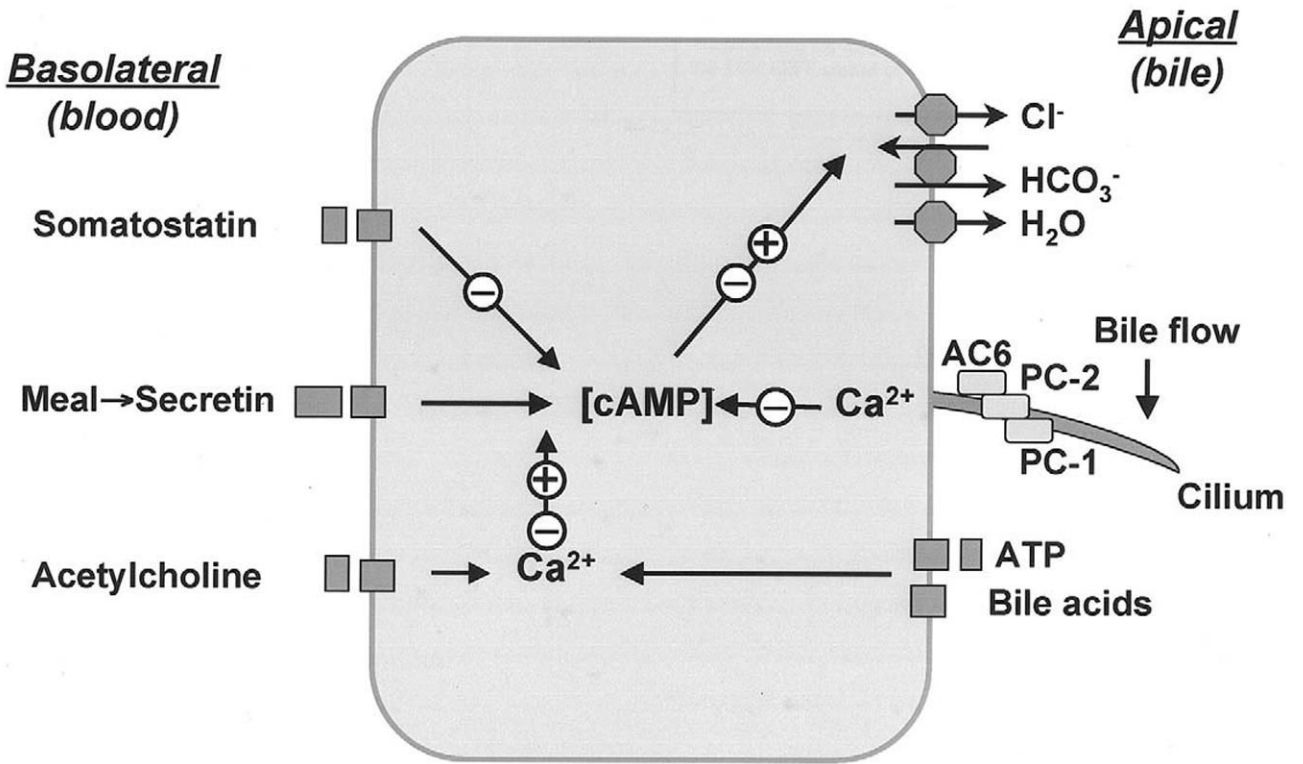 Basolateral
(blood)
Apical
(bile)
Cl⁻
HCO₃⁻
H₂O
Somatostatin
−
+
−
Meal→Secretin
[cAMP]
−
Ca²⁺
AC6
PC-2
PC-1
Bile flow
Cilium
+
−
Acetylcholine
Ca²⁺
ATP
Bile acids